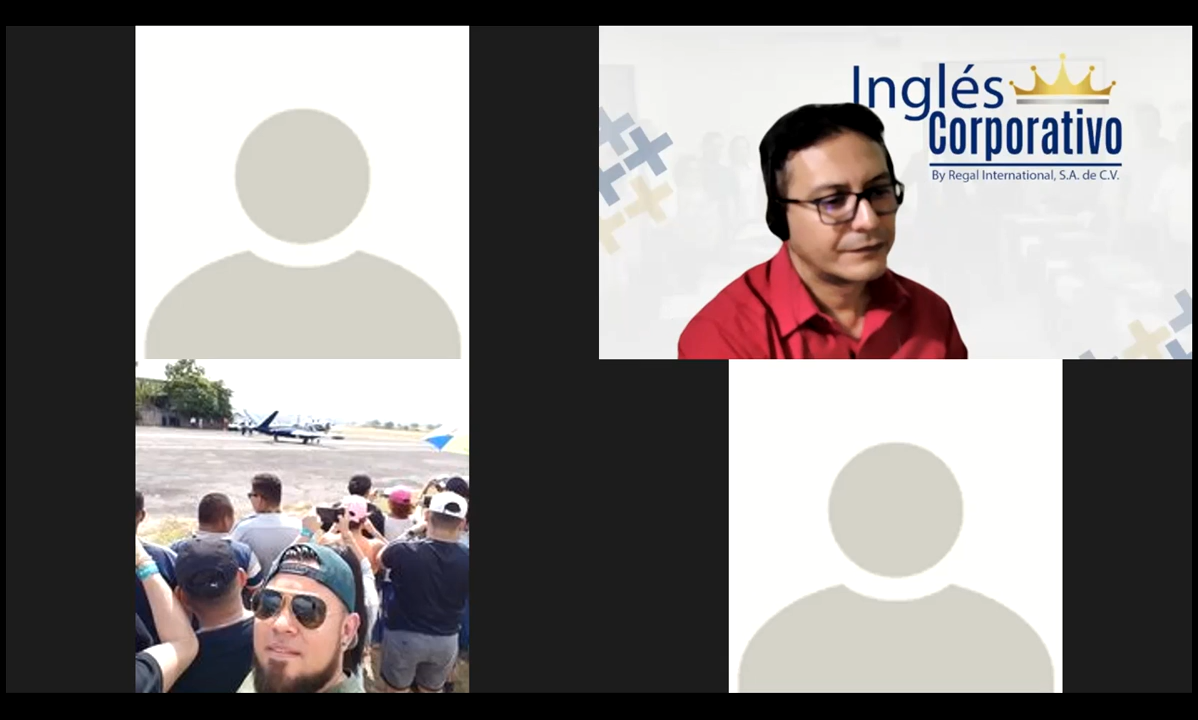 Inglés
Corporativo
By Regal International, S.A. de C.V.